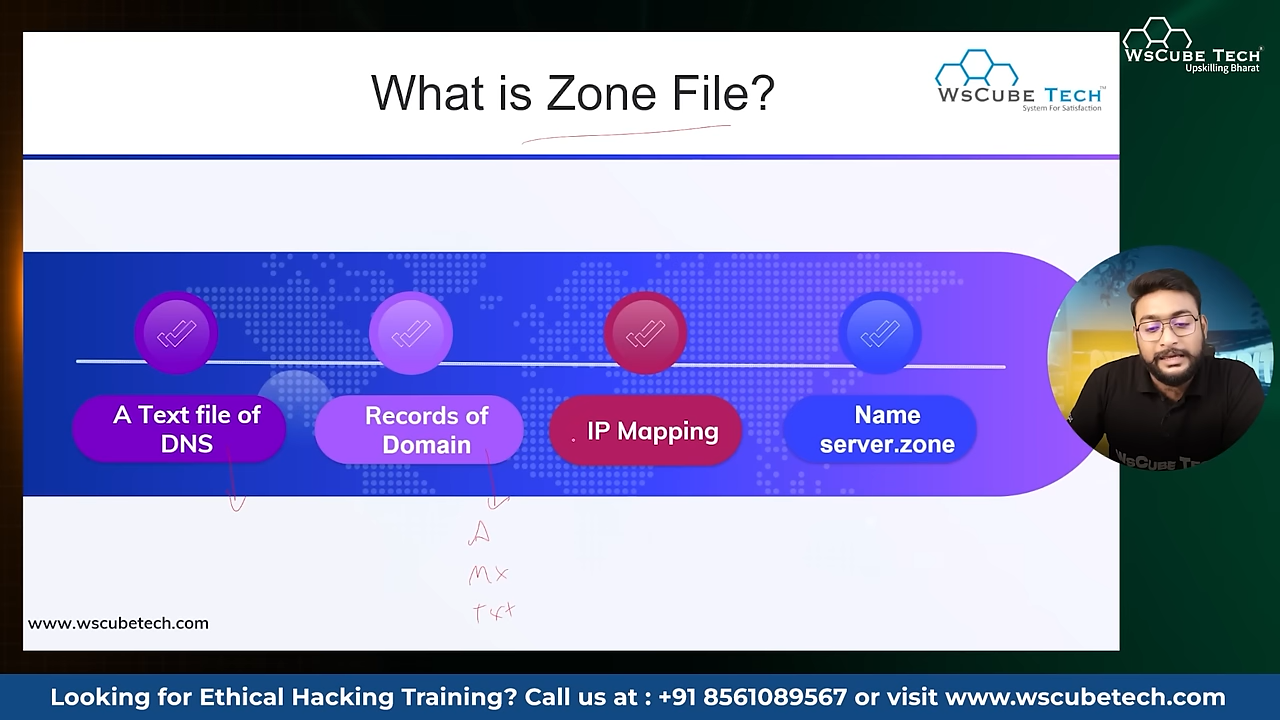 What is Zone File?
WsCube Tech
System For Satisfaction
WsCube Tech
Upskilling Bharat
A Text file of
DNS
Records of
Domain
IP Mapping
Name
server.zone
A
MX
Txt
www.wscubetech.com
Looking for Ethical Hacking Training? Call us at : +91 8561089567 or visit www.wscubetech.com